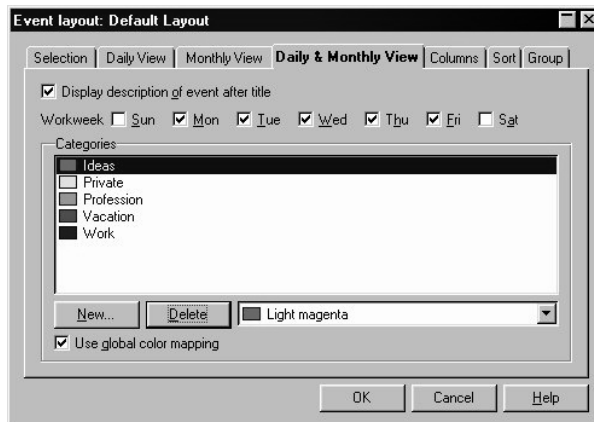 Event layout: Default Layout
Selection Daily View Monthly View Daily & Monthly View Columns Sort Group
Display description of event after title
Workweek Sun Mon Tue Wed Thu Fri Sat
Categories
Ideas
Private
Profession
Vacation
Work
New... Delete Light magenta
Use global color mapping
OK Cancel Help